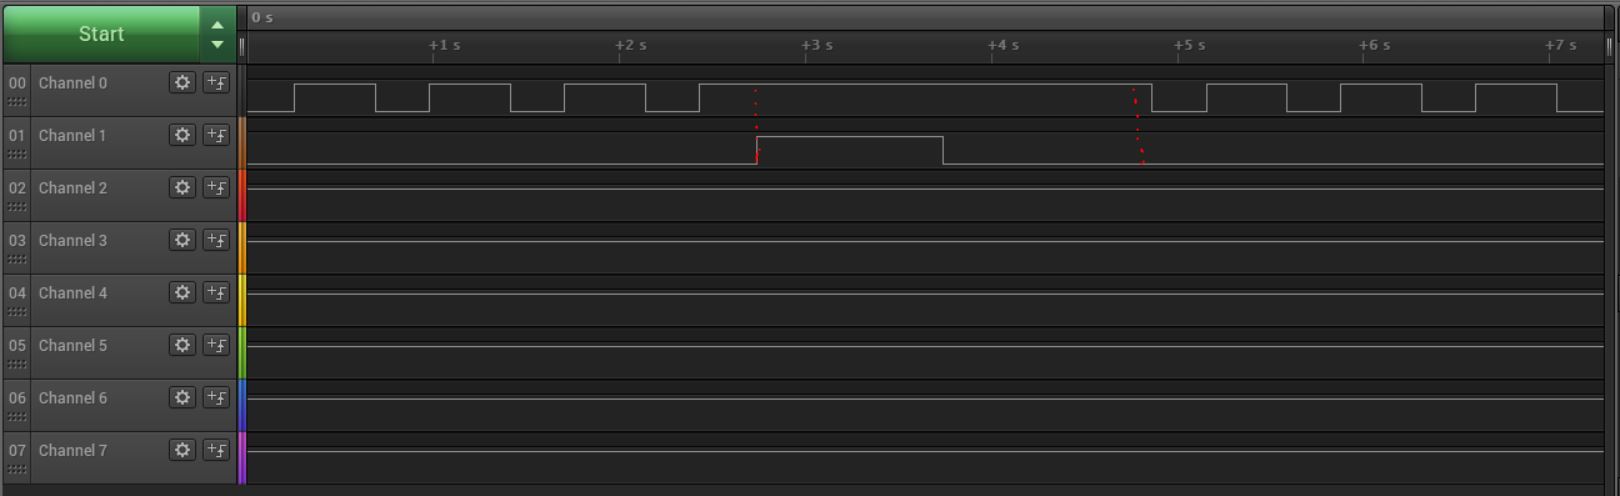 Start
0 s
+1 s +2 s +3 s +4 s +5 s +6 s +7 s
00 Channel 0
01 Channel 1
02 Channel 2
03 Channel 3
04 Channel 4
05 Channel 5
06 Channel 6
07 Channel 7